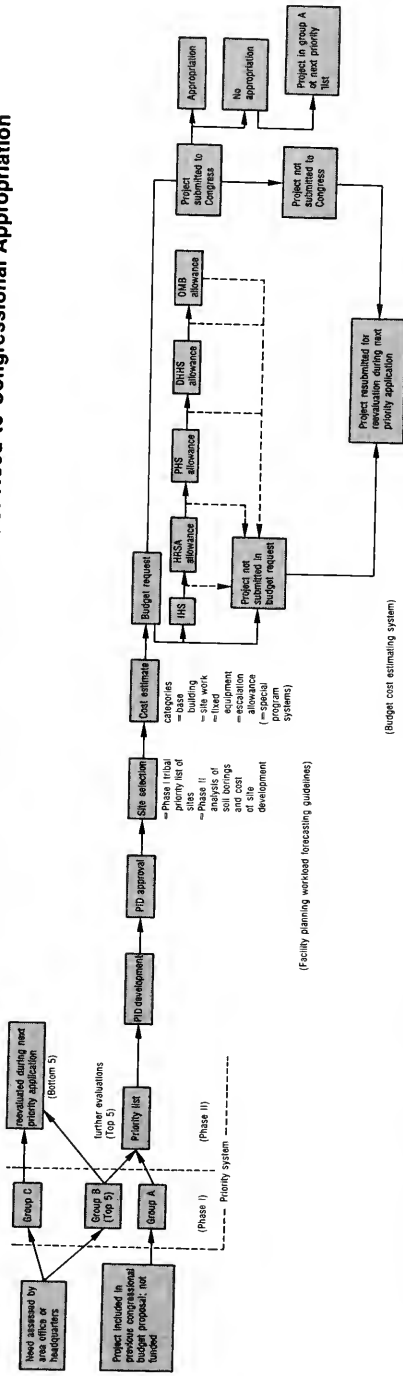 Need to Congressional Appropriation
Need assessed by
area office or
headquarters
Project included in
previous congressional
budget proposal; not
funded
Group C
Group B
(Top 5)
Group A
(Phase I)
Priority system
reevaluated during next
priority application
(Bottom 5)
further evaluations
(Top 5)
Priority list
(Phase II)
PID development
PID approval
Site selection
=Phase I tribal
priority list of
sites
=Phase II
analysis of
soil borings
and cost
of site
development
(Facility planning workload forecasting guidelines)
Cost estimate
categories
=base
building
=site work
=fixed
equipment
=escalation
allowance
(=special
program
systems)
Budget request
IHS
HRSA
allowance
PHS
allowance
DHHS
allowance
OMB
allowance
Project not
submitted in
budget request
(Budget cost estimating system)
Project
submitted to
Congress
Project not
submitted to
Congress
Project resubmitted for
reevaluation during next
priority application
Appropriation
No
appropriation
Project in group A
of next priority
list